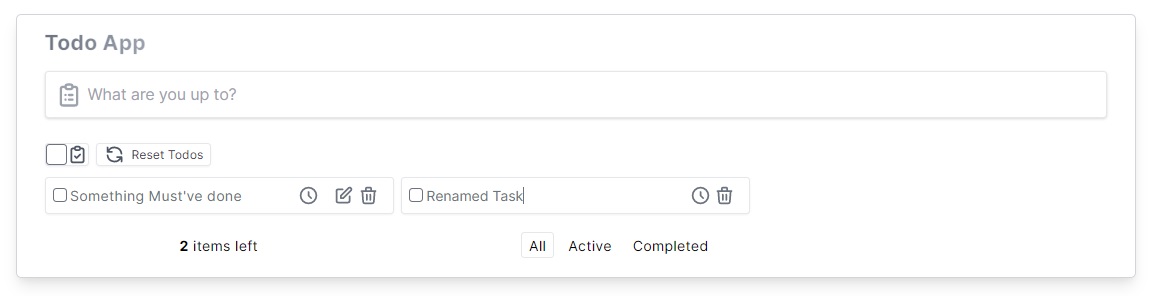 Todo App
What are you up to?
Reset Todos
Something Must've done
Renamed Task
2 items left
All Active Completed